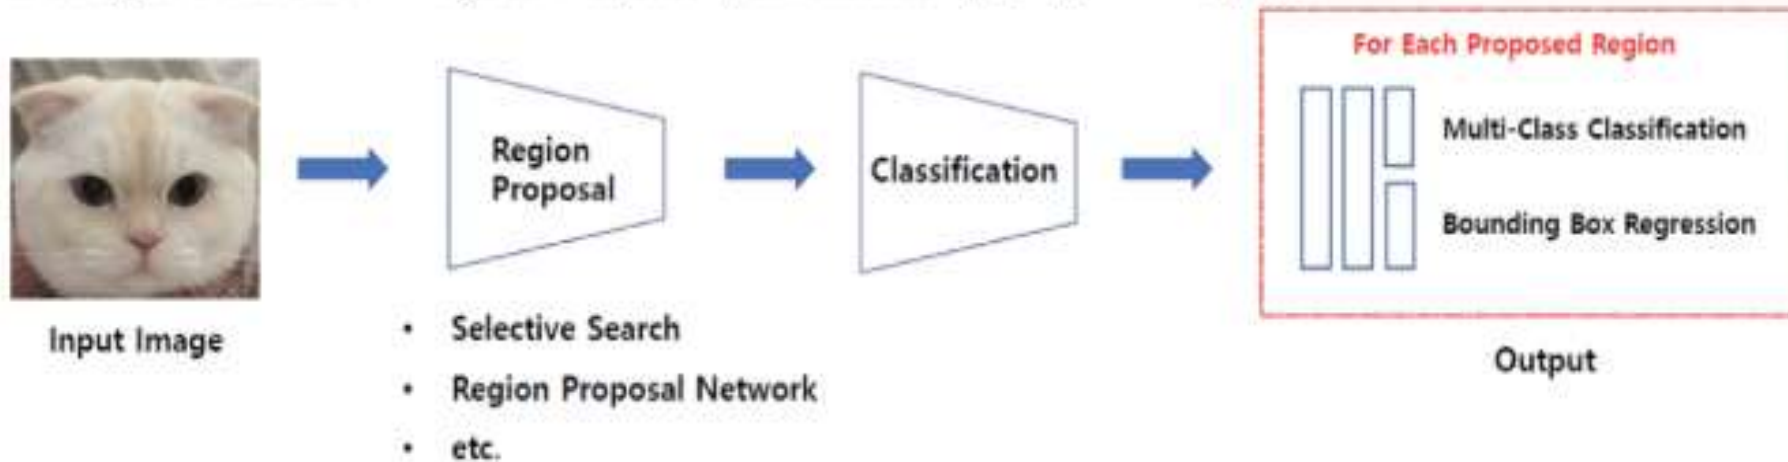 For Each Proposed Region
Region
Proposal
Classification
Multi-Class Classification
Bounding Box Regression
Input Image
• Selective Search
• Region Proposal Network
• etc.
Output